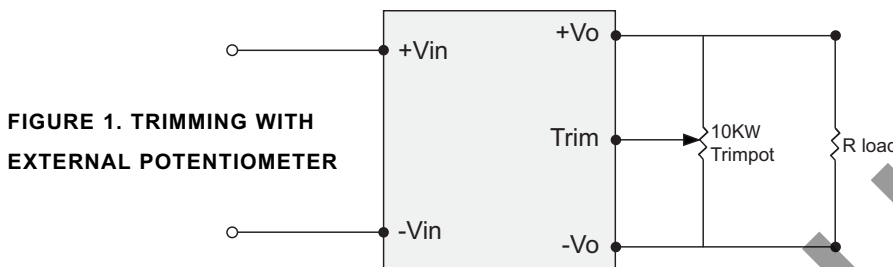 +Vo
+Vin
FIGURE 1. TRIMMING WITH
EXTERNAL POTENTIOMETER
Trim
10KW
Trimpot
R load
-Vin
-Vo